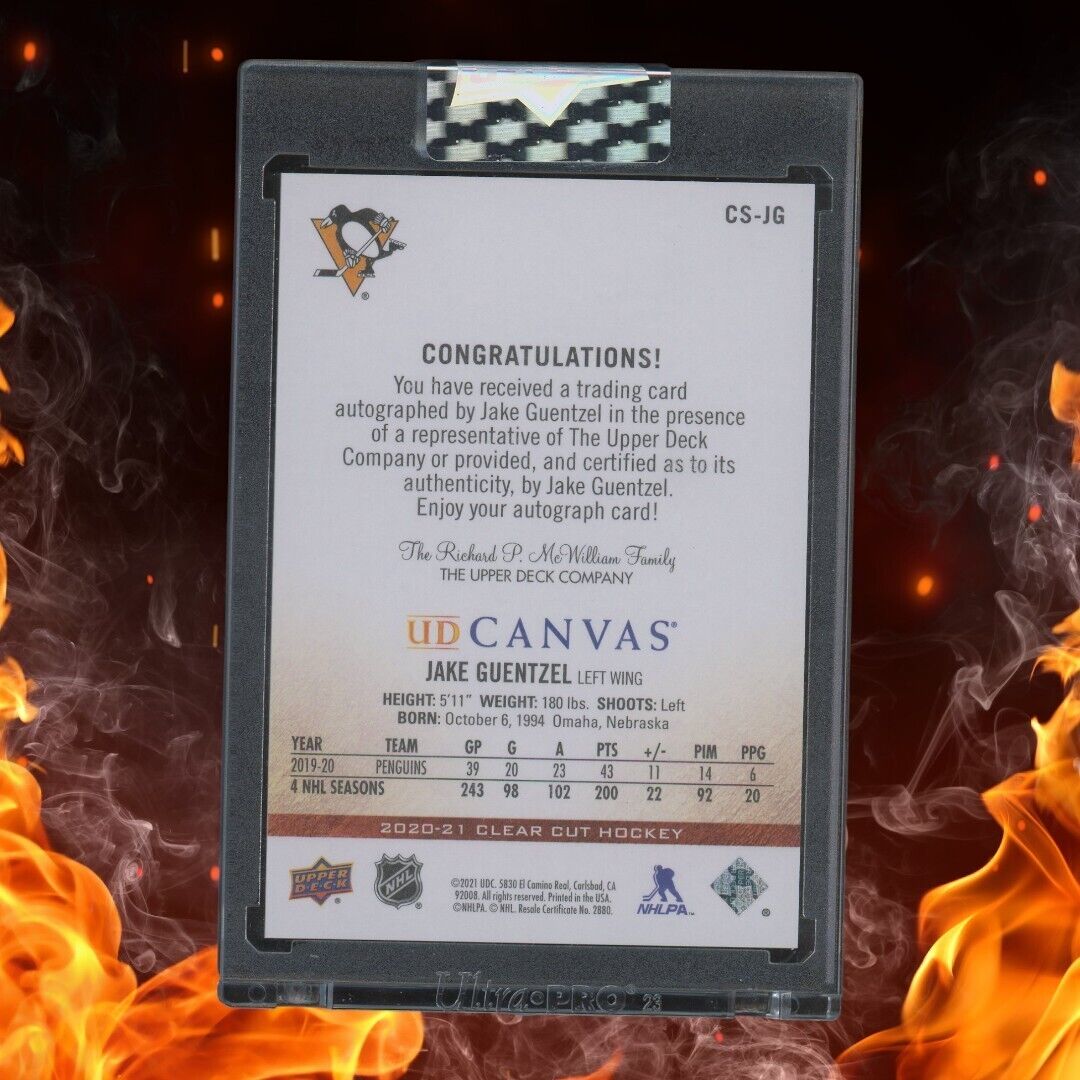 CS-JG
CONGRATULATIONS!
You have received a trading card
autographed by Jake Guentzel in the presence
of a representative of The Upper Deck
Company or provided, and certified as to its
authenticity, by Jake Guentzel.
Enjoy your autograph card!
The Richard P. McWilliam Family
THE UPPER DECK COMPANY
UD CANVAS®
JAKE GUENTZEL LEFT WING
HEIGHT: 5'11" WEIGHT: 180 lbs. SHOOTS: Left
BORN: October 6, 1994 Omaha, Nebraska
YEAR TEAM GP G A PTS +/- PIM PPG
2019-20 PENGUINS 39 20 23 43 11 14 6
4 NHL SEASONS 243 98 102 200 22 92 20
2020-21 CLEAR CUT HOCKEY
UPPER DECK®
NHL®
©2021 UDC. 5830 El Camino Real, Carlsbad, CA
92008. All rights reserved. Printed in the USA.
©NHLPA. © NHL. Resale Certificate No. 2880.
NHLPA™
Ultra•PRO® 23